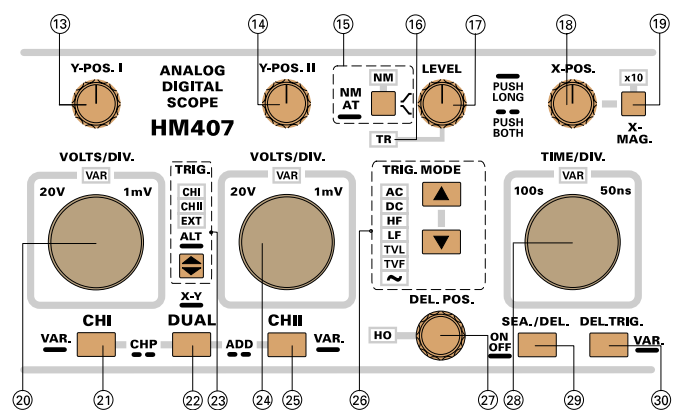 13
14
15
16
17
18
19
Y-POS. I
ANALOG
DIGITAL
SCOPE
HM407
Y-POS. II
NM
AT
NM
LEVEL
TR
PUSH
LONG
PUSH
BOTH
X-POS.
x10
X-
MAG.
VOLTS/DIV.
VAR
20V
1mV
TRIG.
CHI
CHII
EXT
ALT
VOLTS/DIV.
VAR
20V
1mV
TRIG. MODE
AC
DC
HF
LF
TVL
TVF
~
TIME/DIV.
VAR
100s
50ns
X-Y
CHI
DUAL
CHII
VAR.
CHP
ADD
VAR.
DEL. POS.
HO
ON
OFF
SEA./DEL.
DEL.TRIG.
VAR.
20
21
22
23
24
25
26
27
28
29
30